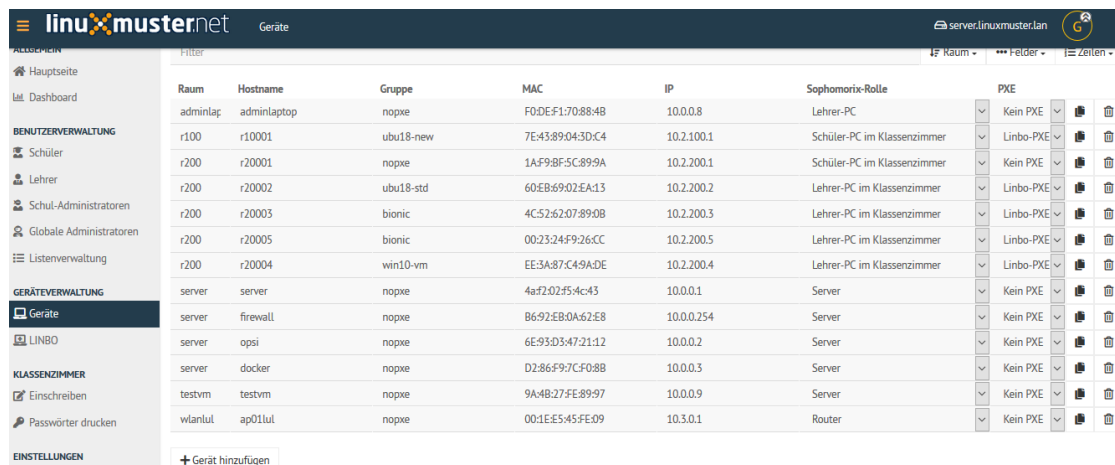 linuxmuster.net Geräte server.linuxmuster.lan G
ALLGEMEIN
Hauptseite
Dashboard
BENUTZERVERWALTUNG
Schüler
Lehrer
Schul-Administratoren
Globale Administratoren
Listenverwaltung
GERÄTEVERWALTUNG
Geräte
LINBO
KLASSENZIMMER
Einschreiben
Passwörter drucken
EINSTELLUNGEN
Filter Raum Felder Zeilen
Raum Hostname Gruppe MAC IP Sophomorix-Rolle PXE
adminlap adminlaptop nopxe F0:DE:F1:70:88:4B 10.0.0.8 Lehrer-PC Kein PXE
r100 r10001 ubu18-new 7E:43:89:04:3D:C4 10.2.100.1 Schüler-PC im Klassenzimmer Linbo-PXE
r200 r20001 nopxe 1A:F9:BF:5C:89:9A 10.2.200.1 Schüler-PC im Klassenzimmer Kein PXE
r200 r20002 ubu18-std 60:EB:69:02:EA:13 10.2.200.2 Lehrer-PC im Klassenzimmer Linbo-PXE
r200 r20003 bionic 4C:52:62:07:89:0B 10.2.200.3 Lehrer-PC im Klassenzimmer Linbo-PXE
r200 r20005 bionic 00:23:24:F9:26:CC 10.2.200.5 Lehrer-PC im Klassenzimmer Linbo-PXE
r200 r20004 win10-vm EE:3A:87:C4:9A:DE 10.2.200.4 Lehrer-PC im Klassenzimmer Linbo-PXE
server server nopxe 4a:f2:02:f5:4c:43 10.0.0.1 Server Kein PXE
server firewall nopxe B6:92:EB:0A:62:E8 10.0.0.254 Server Kein PXE
server opsi nopxe 6E:93:D3:47:21:12 10.0.0.2 Server Kein PXE
server docker nopxe D2:86:F9:7C:F0:8B 10.0.0.3 Server Kein PXE
testvm testvm nopxe 9A:4B:27:FE:89:97 10.0.0.9 Server Kein PXE
wlanlul ap01lul nopxe 00:1E:E5:45:FE:09 10.3.0.1 Router Kein PXE
Gerät hinzufügen